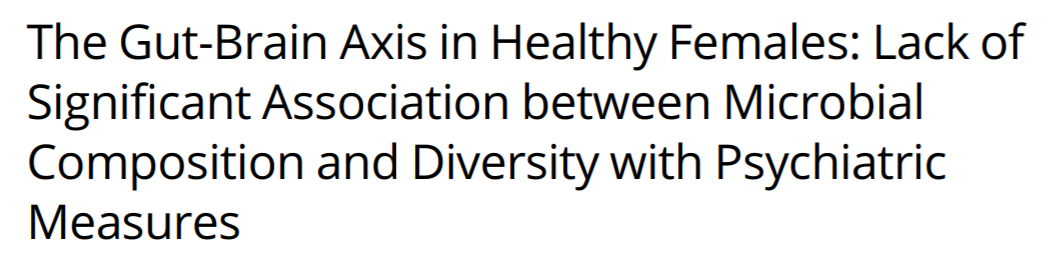 The Gut-Brain Axis in Healthy Females: Lack of
Significant Association between Microbial
Composition and Diversity with Psychiatric
Measures